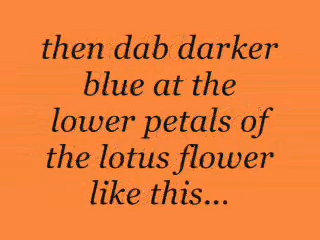 then dab darker
blue at the
lower petals of
the lotus flower
like this...